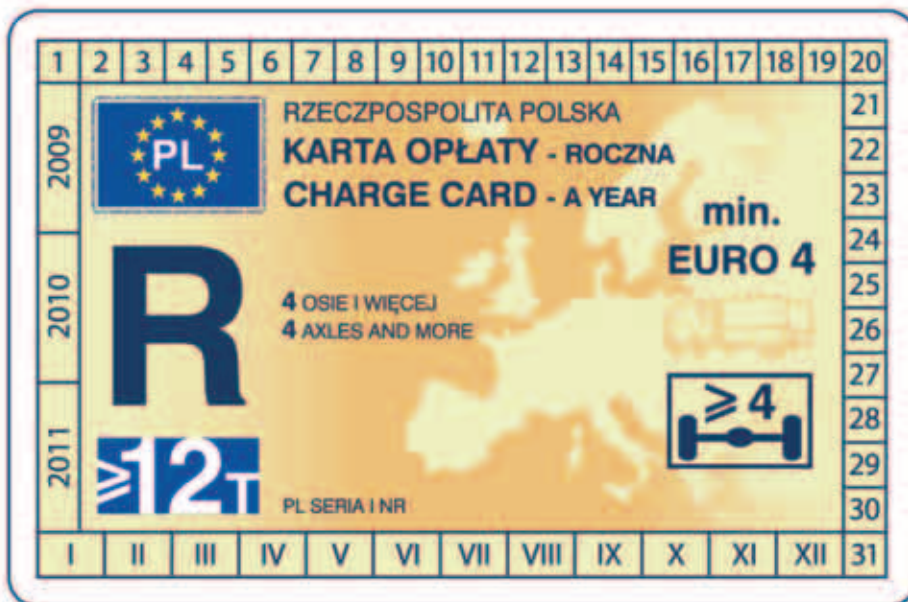 1 2 3 4 5 6 7 8 9 10 11 12 13 14 15 16 17 18 19 20
21
22
23
24
25
26
27
28
29
30
31
2009
2010
2011
PL
RZECZPOSPOLITA POLSKA
KARTA OPŁATY - ROCZNA
CHARGE CARD - A YEAR
min.
EURO 4
R
4 OSIE I WIĘCEJ
4 AXLES AND MORE
⩾ 4
⩾12T
PL SERIA I NR
I II III IV V VI VII VIII IX X XI XII